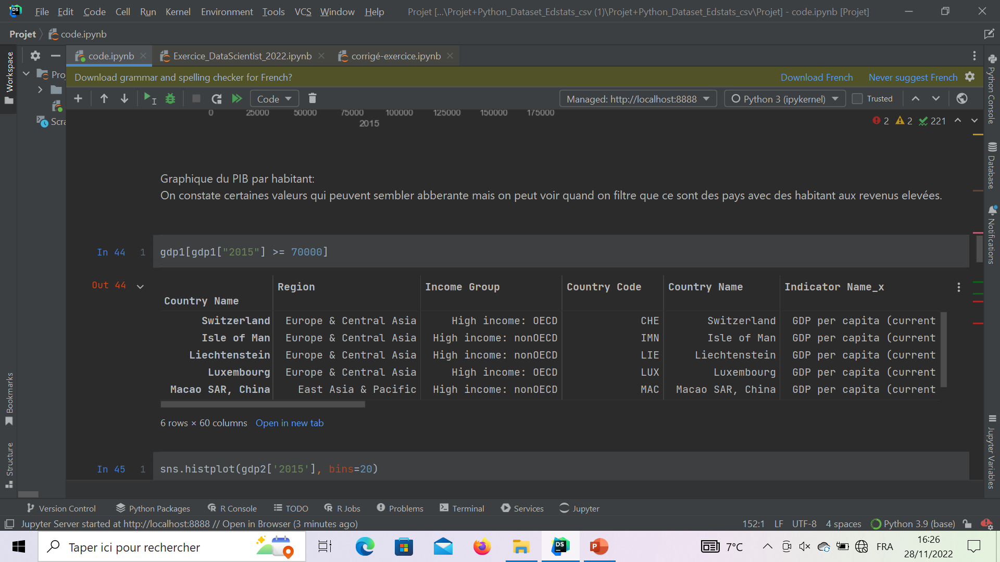 File Edit Code Cell Run Kernel Environment Tools VCS Window Help Projet [...\Projet+Python_Dataset_Edstats_csv (1)\Projet+Python_Dataset_Edstats_csv\Projet] - code.ipynb [Projet]
Projet code.ipynb
code.ipynb Exercice_DataScientist_2022.ipynb corrigé-exercice.ipynb
Workspace
Proj
Scra
Download grammar and spelling checker for French? Download French Never suggest French
Code Managed: http://localhost:8888 Python 3 (ipykernel) Trusted
0 25000 50000 75000 100000 125000 150000 175000
2015
2 2 221
Graphique du PIB par habitant:
On constate certaines valeurs qui peuvent sembler abberante mais on peut voir quand on filtre que ce sont des pays avec des habitant aux revenus elevées.
In 44 1 gdp1[gdp1["2015"] >= 70000]
Out 44
Region Income Group Country Code Country Name Indicator Name_x
Country Name
Switzerland Europe & Central Asia High income: OECD CHE Switzerland GDP per capita (current
Isle of Man Europe & Central Asia High income: nonOECD IMN Isle of Man GDP per capita (current
Liechtenstein Europe & Central Asia High income: nonOECD LIE Liechtenstein GDP per capita (current
Luxembourg Europe & Central Asia High income: OECD LUX Luxembourg GDP per capita (current
Macao SAR, China East Asia & Pacific High income: nonOECD MAC Macao SAR, China GDP per capita (current
6 rows × 60 columns Open in new tab
In 45 1 sns.histplot(gdp2['2015'], bins=20)
Bookmarks
Structure
Python Console
Database
Notifications
Jupyter Variables
Version Control Python Packages R Console TODO R Jobs Problems Terminal Services Jupyter
Jupyter Server started at http://localhost:8888 // Open in Browser (3 minutes ago) 152:1 LF UTF-8 4 spaces Python 3.9 (base)
Taper ici pour rechercher 7°C FRA 16:26
28/11/2022